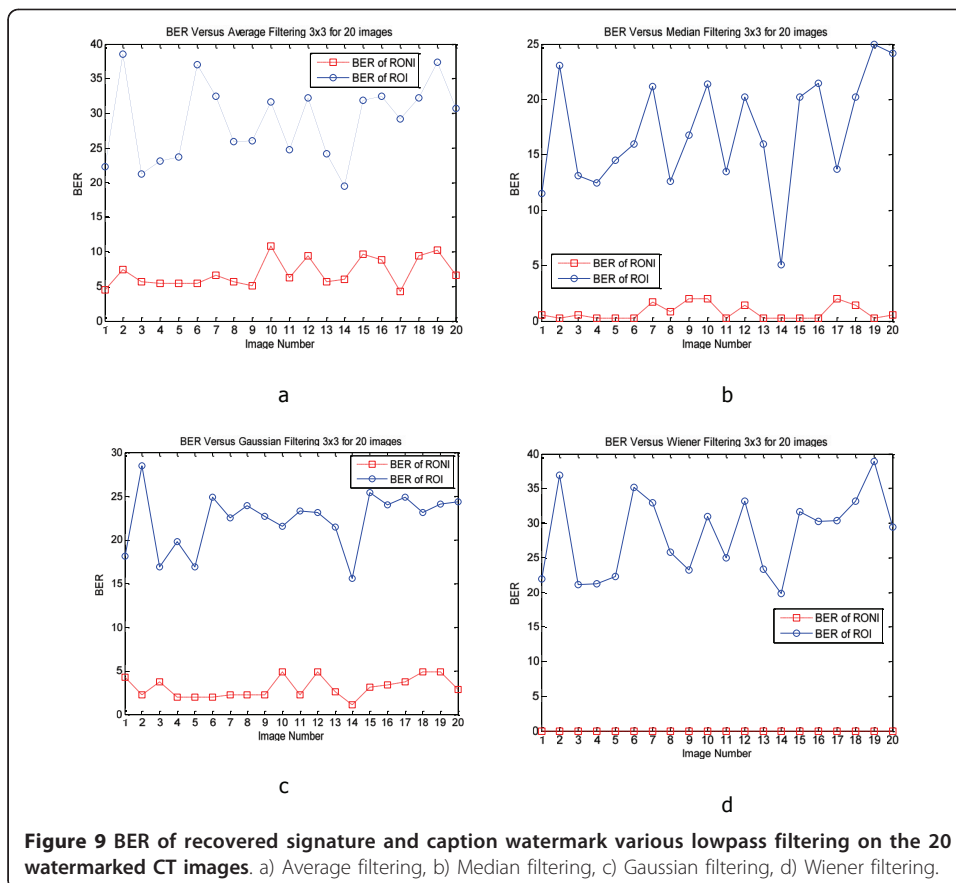 BER Versus Average Filtering 3x3 for 20 images
40
35
30
25
20
15
10
5
0
BER
BER of RONI
BER of ROI
1 2 3 4 5 6 7 8 9 10 11 12 13 14 15 16 17 18 19 20
Image Number
a
BER Versus Median Filtering 3x3 for 20 images
25
20
15
10
5
0
BER
BER of RONI
BER of ROI
1 2 3 4 5 6 7 8 9 10 11 12 13 14 15 16 17 18 19 20
Image Number
b
BER Versus Gaussian Filtering 3x3 for 20 images
30
25
20
15
10
5
0
BER
BER of RONI
BER of ROI
1 2 3 4 5 6 7 8 9 10 11 12 13 14 15 16 17 18 19 20
Image Number
c
BER Versus Wiener Filtering 3x3 for 20 images
40
35
30
25
20
15
10
5
0
BER
BER of RONI
BER of ROI
1 2 3 4 5 6 7 8 9 10 11 12 13 14 15 16 17 18 19 20
Image Number
d
Figure 9 BER of recovered signature and caption watermark various lowpass filtering on the 20
watermarked CT images. a) Average filtering, b) Median filtering, c) Gaussian filtering, d) Wiener filtering.